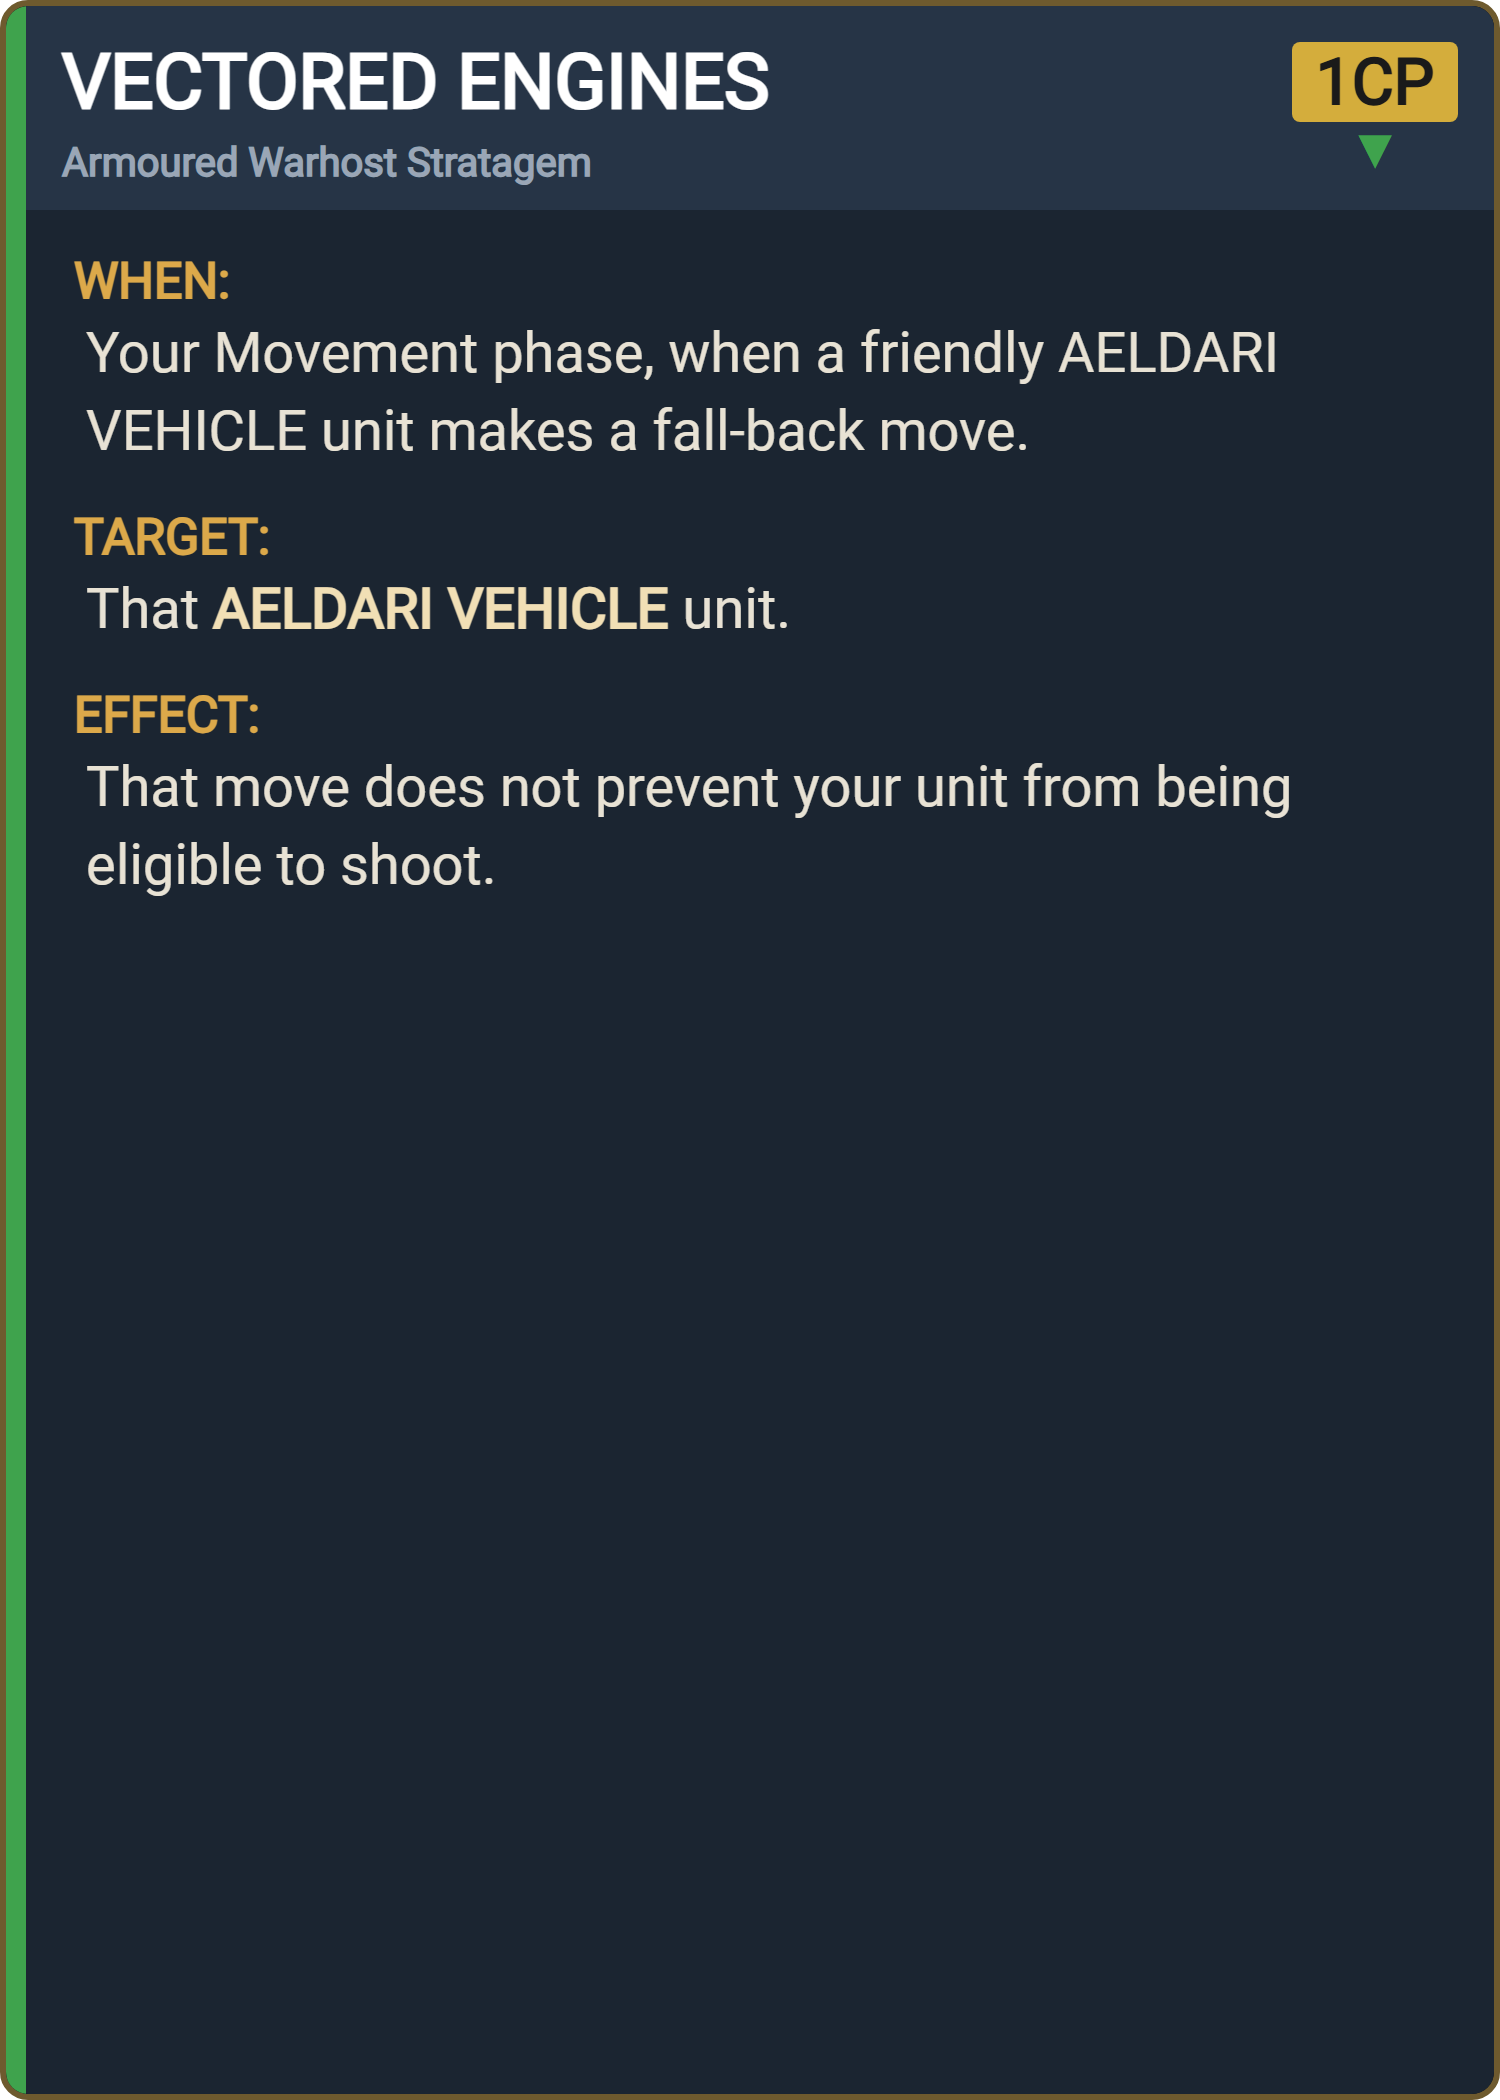 VECTORED ENGINES
1CP
Armoured Warhost Stratagem
WHEN:
Your Movement phase, when a friendly AELDARI
VEHICLE unit makes a fall-back move.
TARGET:
That AELDARI VEHICLE unit.
EFFECT:
That move does not prevent your unit from being
eligible to shoot.